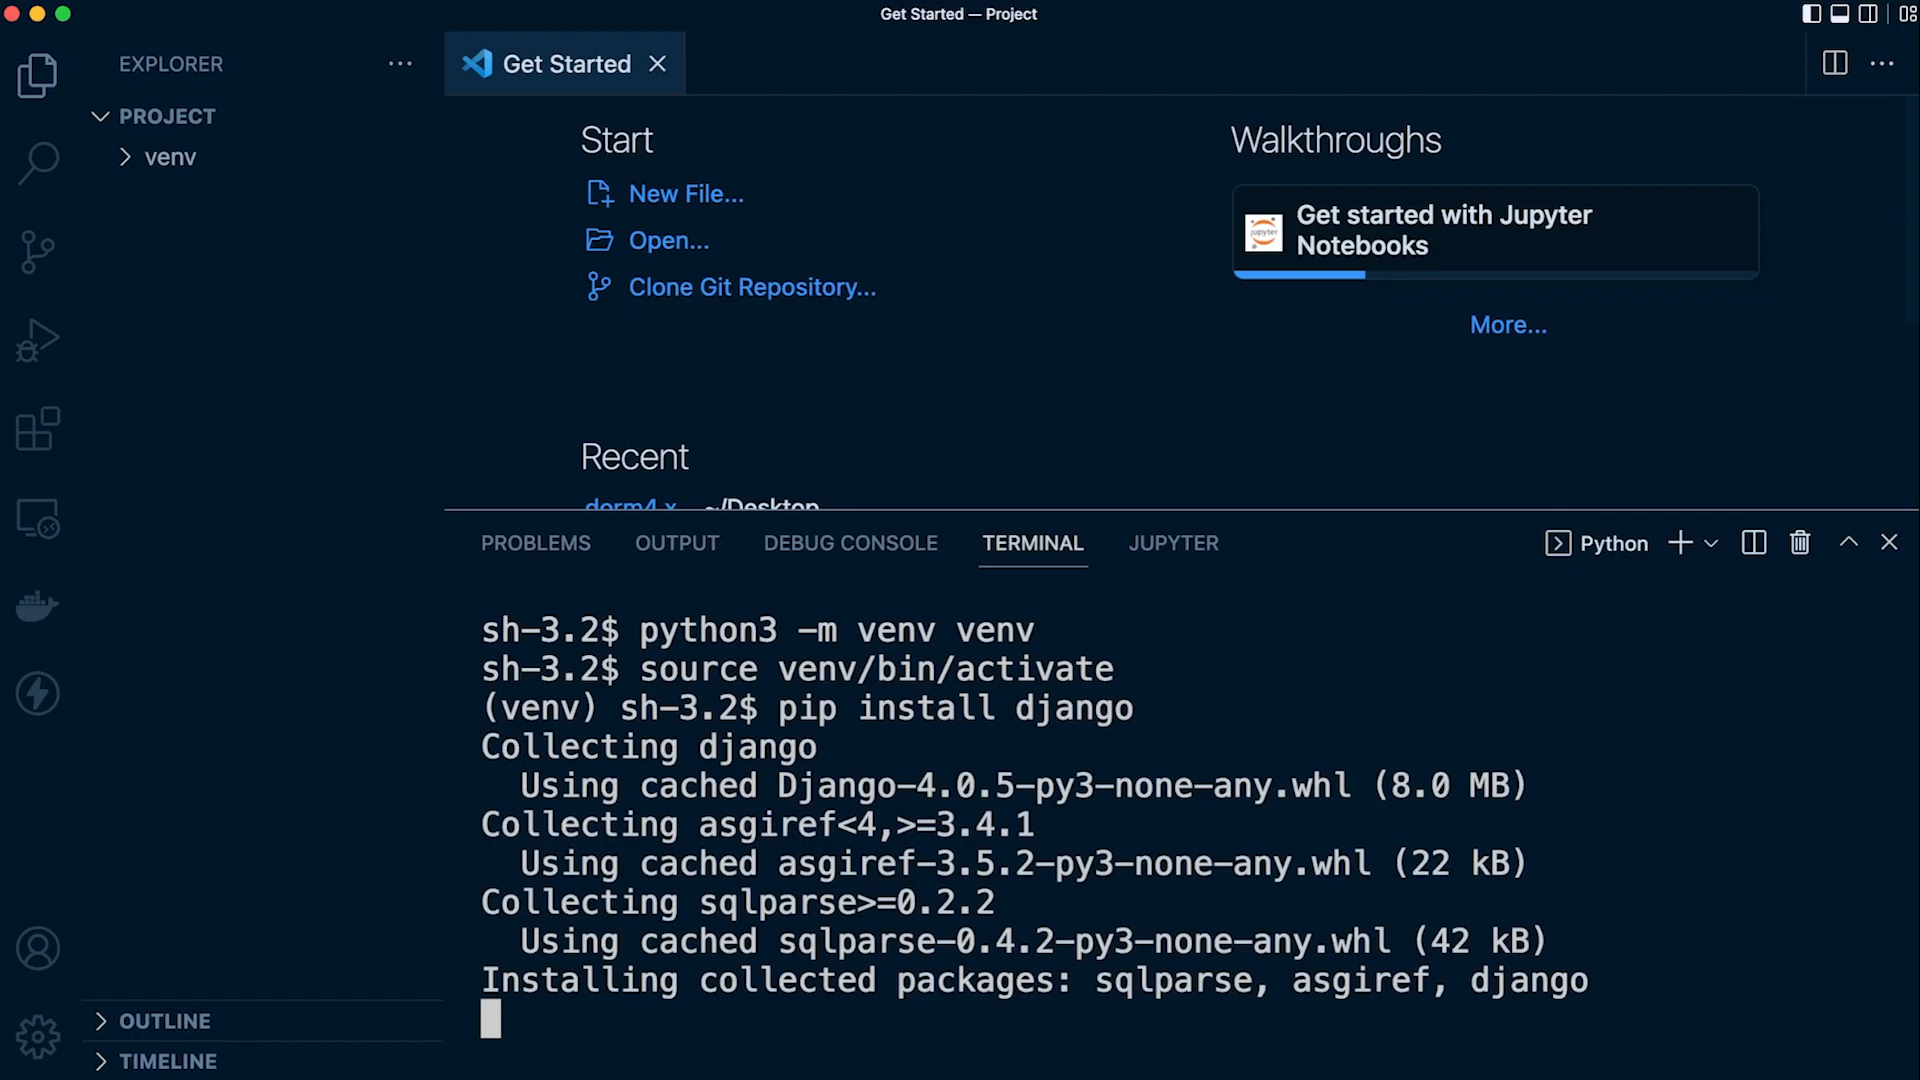 Get Started — Project
EXPLORER
PROJECT
venv
OUTLINE
TIMELINE
Get Started
Start
New File...
Open...
Clone Git Repository...
Recent
dorm4.x ~/Desktop
Walkthroughs
jupyter
Get started with Jupyter
Notebooks
More...
PROBLEMS OUTPUT DEBUG CONSOLE TERMINAL JUPYTER
Python
sh-3.2$ python3 -m venv venv
sh-3.2$ source venv/bin/activate
(venv) sh-3.2$ pip install django
Collecting django
  Using cached Django-4.0.5-py3-none-any.whl (8.0 MB)
Collecting asgiref<4,>=3.4.1
  Using cached asgiref-3.5.2-py3-none-any.whl (22 kB)
Collecting sqlparse>=0.2.2
  Using cached sqlparse-0.4.2-py3-none-any.whl (42 kB)
Installing collected packages: sqlparse, asgiref, django